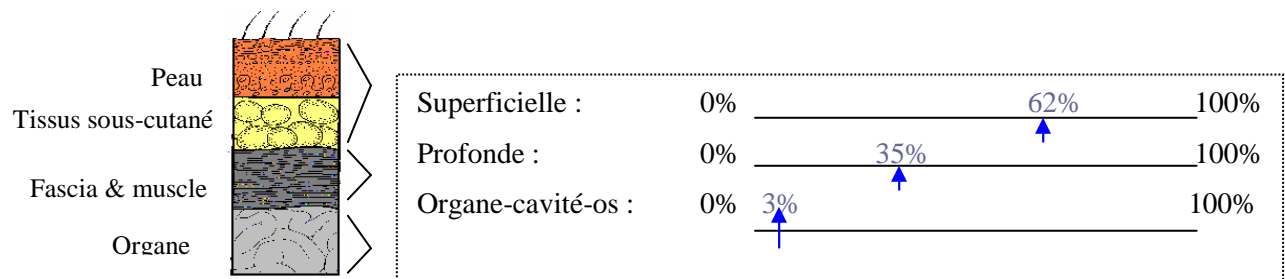 Peau
Tissus sous-cutané
Fascia & muscle
Organe
Superficielle : 0% 62% 100%
Profonde : 0% 35% 100%
Organe-cavité-os : 0% 3% 100%